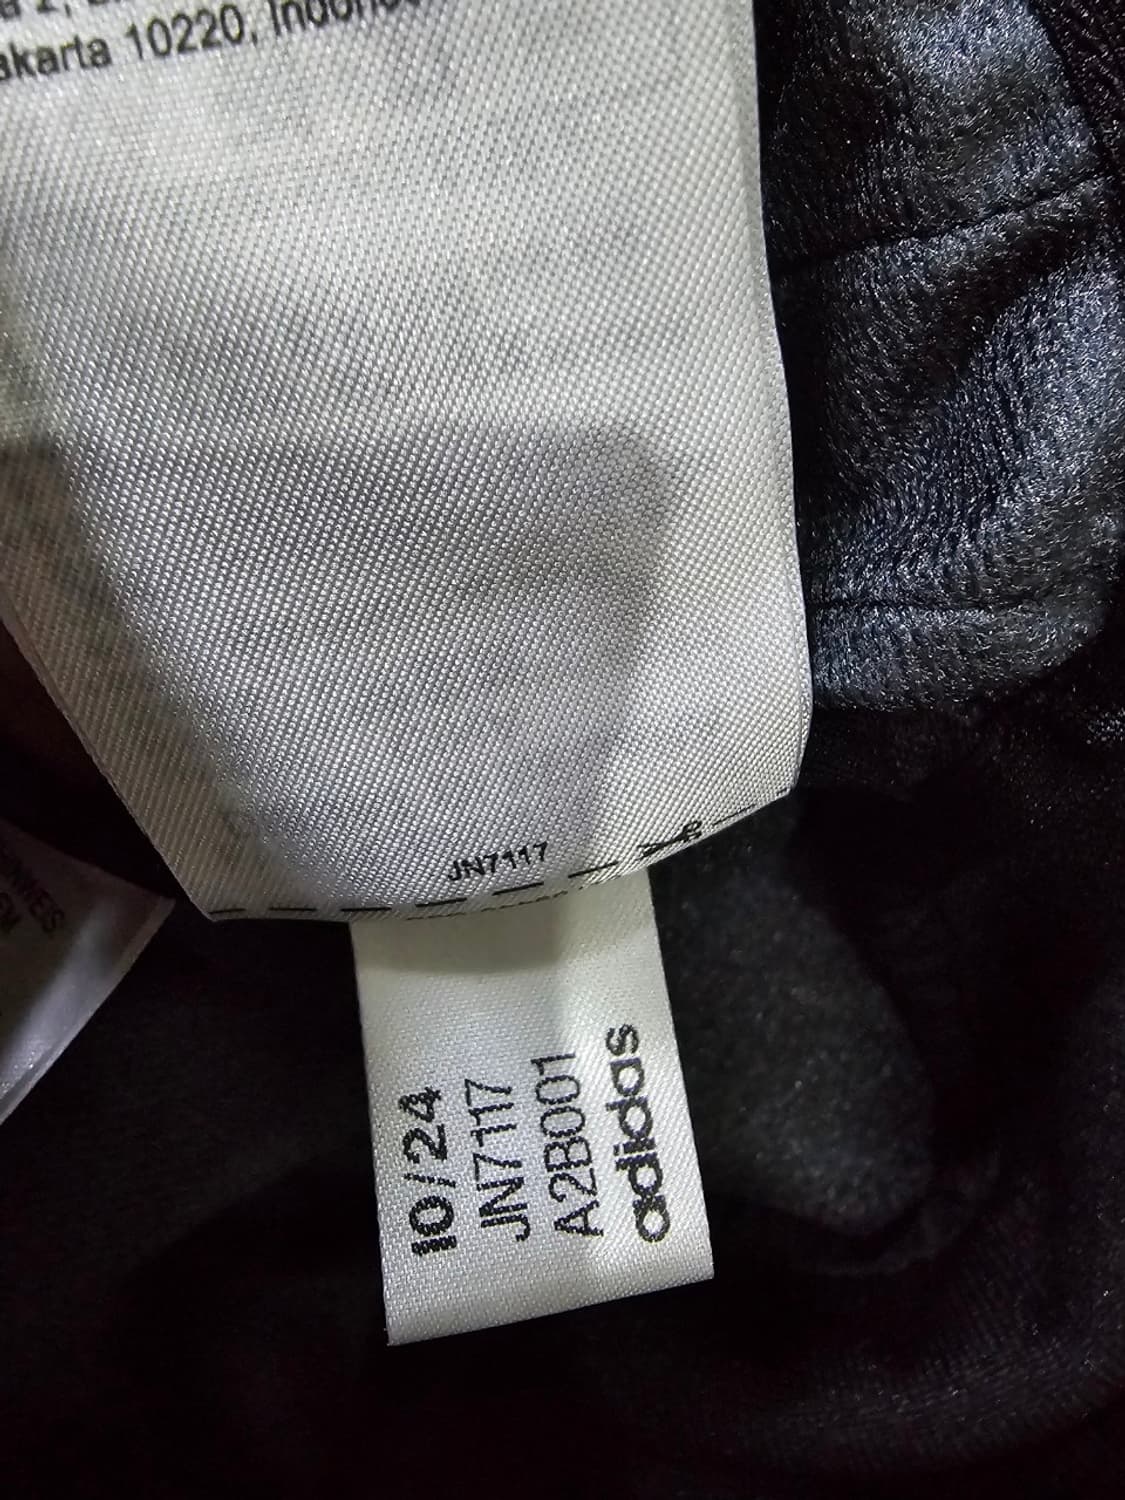 akarta 10220, Indone
JN7117
10/24
JN7117
A2B001
adidas